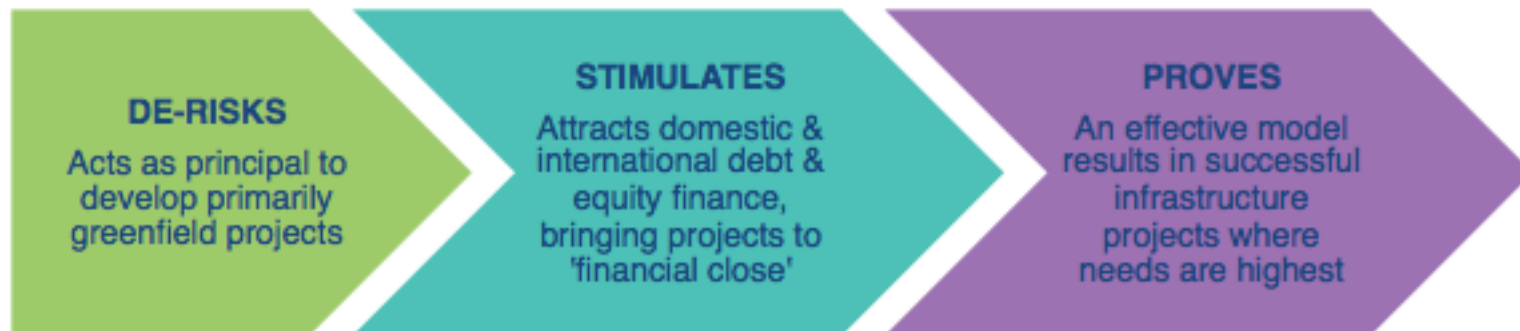 DE-RISKS
Acts as principal to
develop primarily
greenfield projects
STIMULATES
Attracts domestic &
international debt &
equity finance,
bringing projects to
'financial close'
PROVES
An effective model
results in successful
infrastructure
projects where
needs are highest